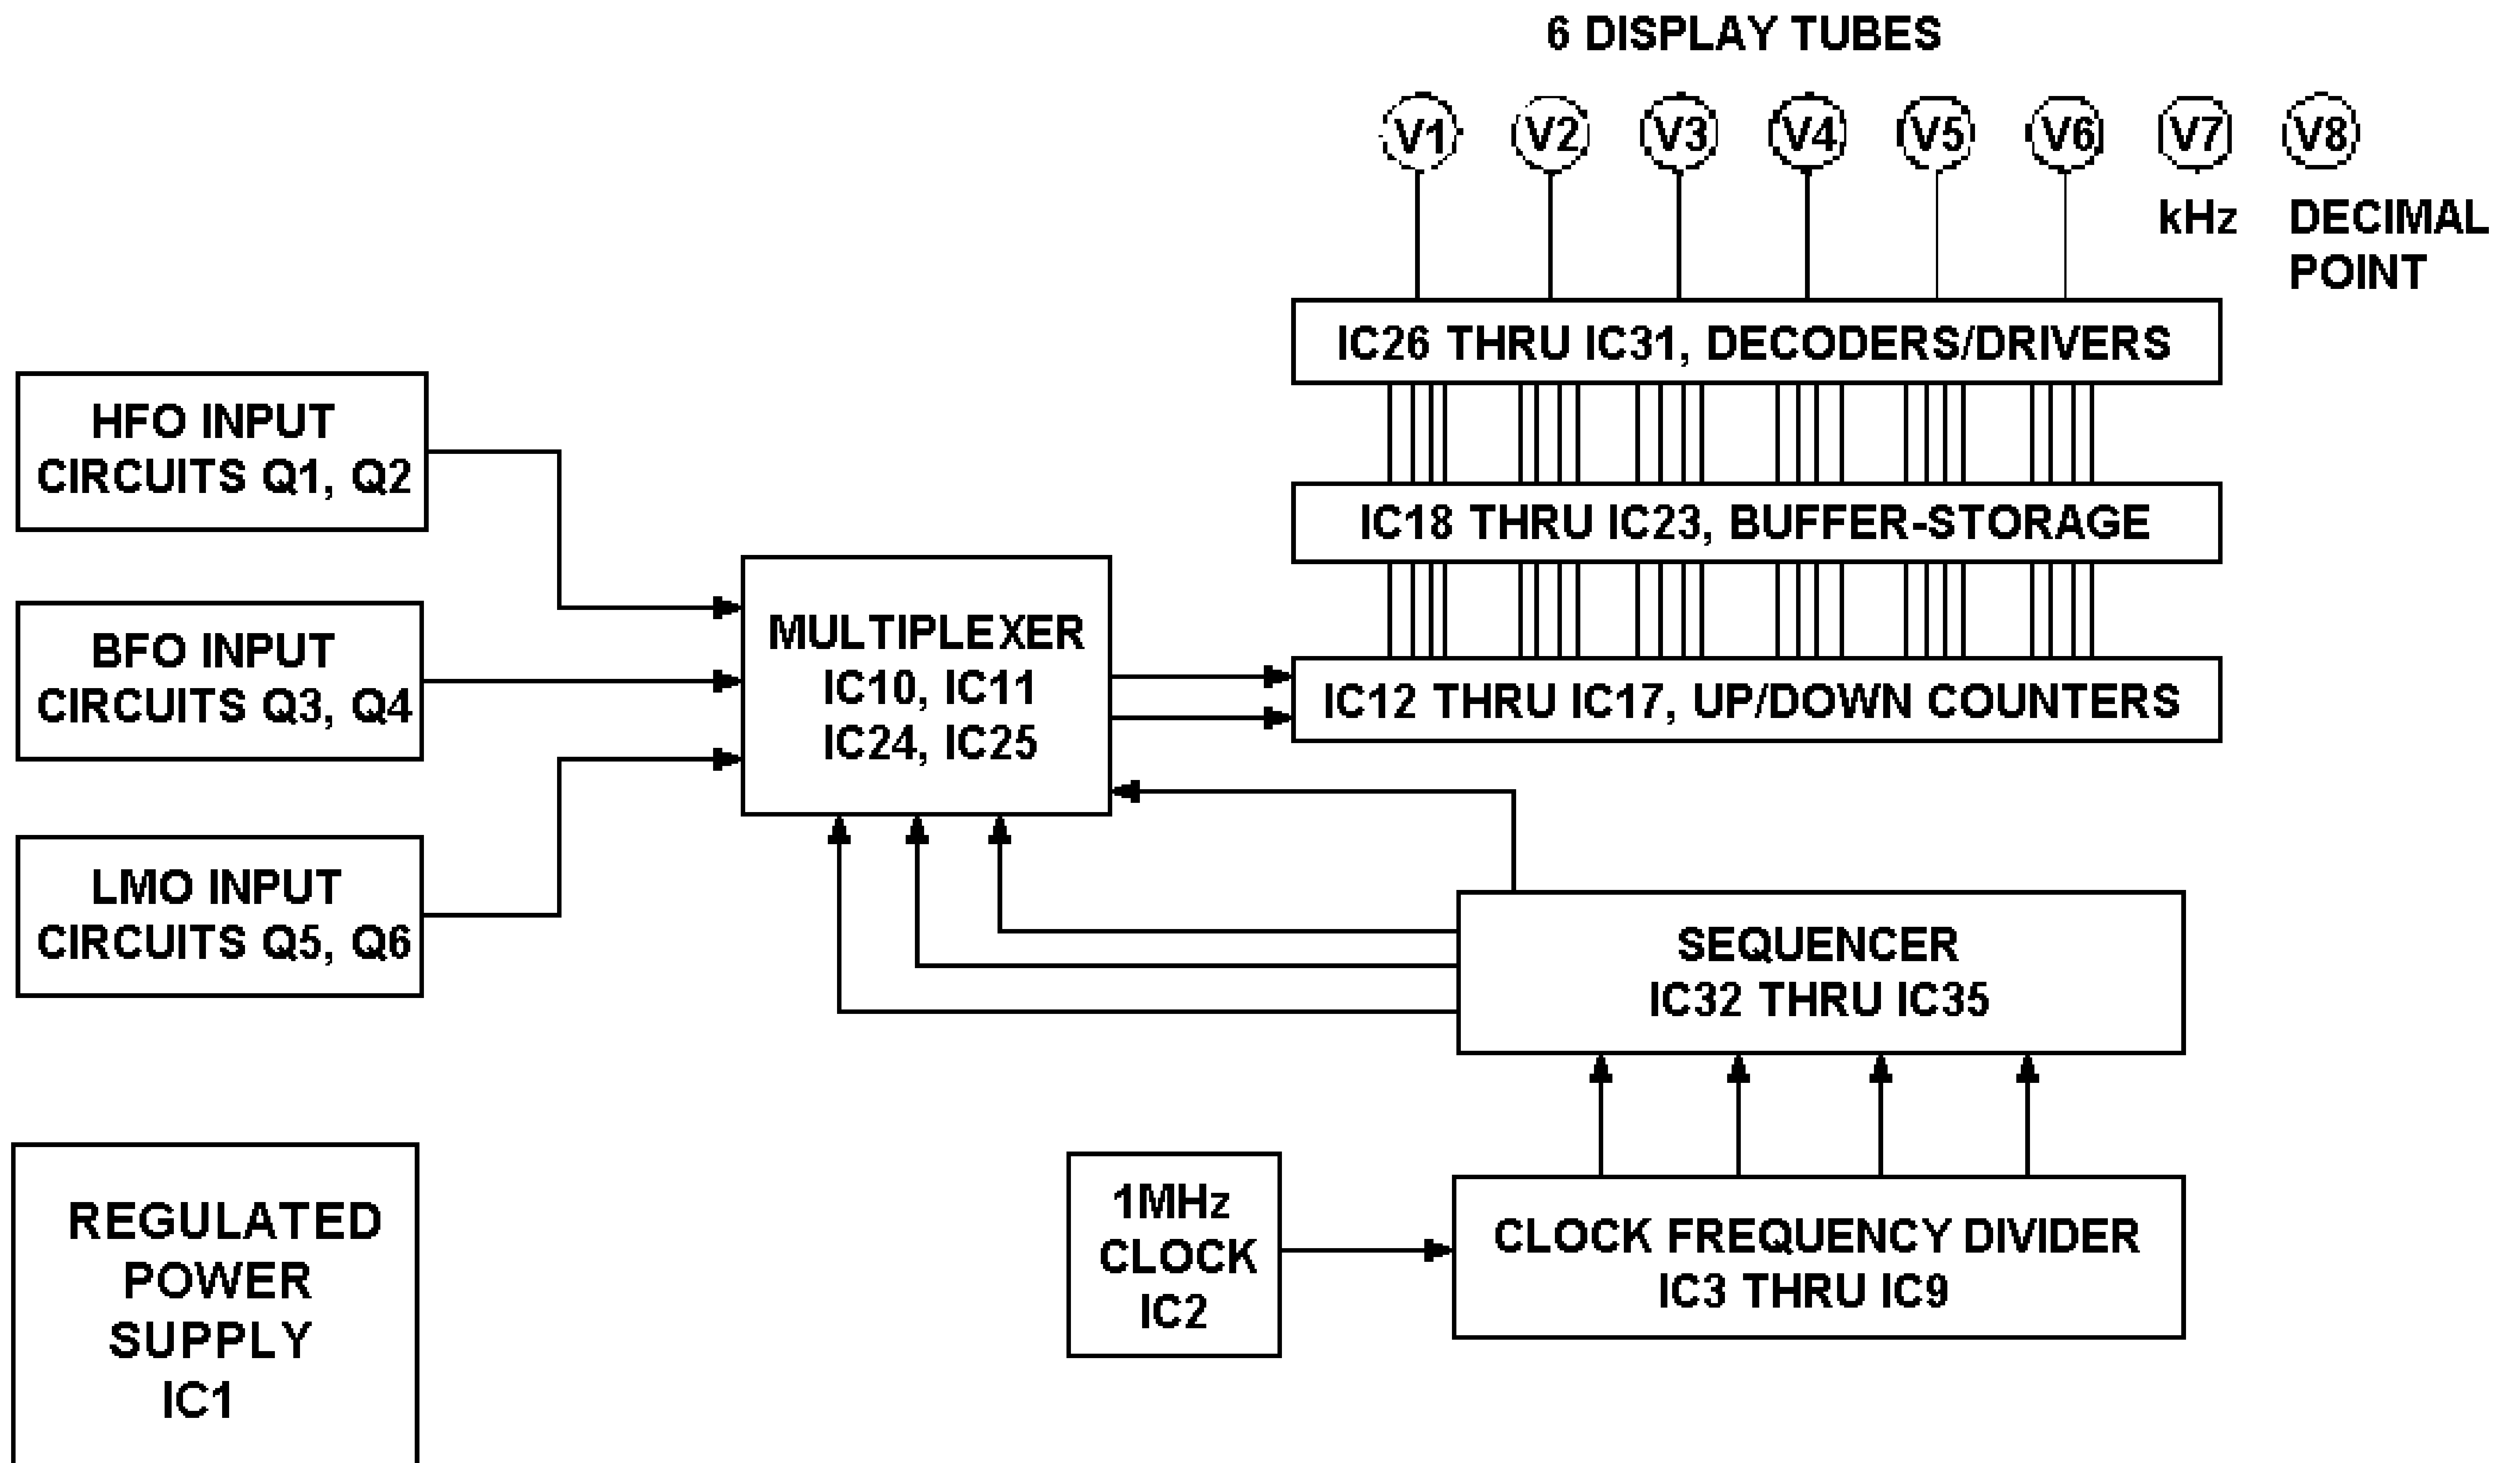 6 DISPLAY TUBES
V1 V2 V3 V4 V5 V6 V7 V8
kHz DECIMAL
POINT
IC26 THRU IC31, DECODERS/DRIVERS
HFO INPUT
CIRCUITS Q1, Q2
IC18 THRU IC23, BUFFER-STORAGE
BFO INPUT
CIRCUITS Q3, Q4
MULTIPLEXER
IC10, IC11
IC24, IC25
IC12 THRU IC17, UP/DOWN COUNTERS
LMO INPUT
CIRCUITS Q5, Q6
SEQUENCER
IC32 THRU IC35
REGULATED
POWER
SUPPLY
IC1
1MHz
CLOCK
IC2
CLOCK FREQUENCY DIVIDER
IC3 THRU IC9